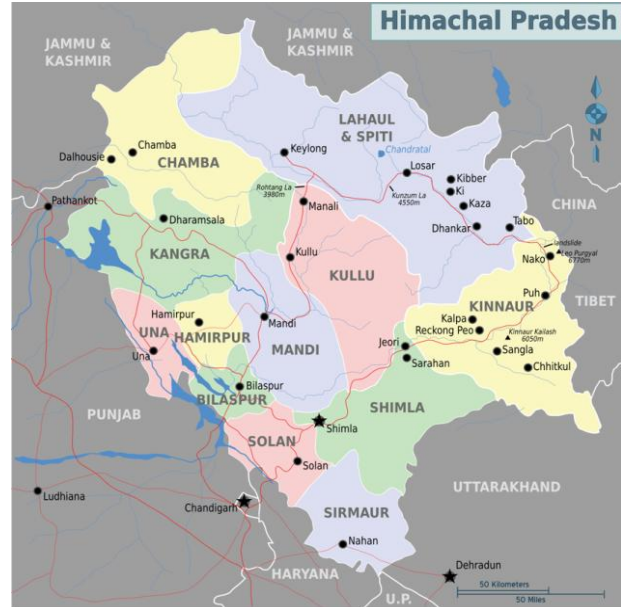 Himachal Pradesh
JAMMU &
KASHMIR
JAMMU &
KASHMIR
LAHAUL
& SPITI
N
Chamba
Dalhousie
CHAMBA
Keylong
Chandratal
Losar
Kibber
Ki
Kaza
Rohtang La
3980m
Kunzum La
4550m
CHINA
Pathankot
Manali
Dharamsala
Dhankar
Tabo
landslide
Leo Purgyal
6770m
Nako
KANGRA
Kullu
KULLU
Puh
KINNAUR
TIBET
Hamirpur
Mandi
Kalpa
Reckong Peo
Kinnaur Kailash
6050m
UNA
HAMIRPUR
MANDI
Jeori
Sangla
Una
Sarahan
Chhitkul
Bilaspur
BILASPUR
PUNJAB
SHIMLA
Shimla
SOLAN
Solan
Ludhiana
UTTARAKHAND
Chandigarh
SIRMAUR
Nahan
HARYANA
Dehradun
U.P.
50 Kilometers
50 Miles